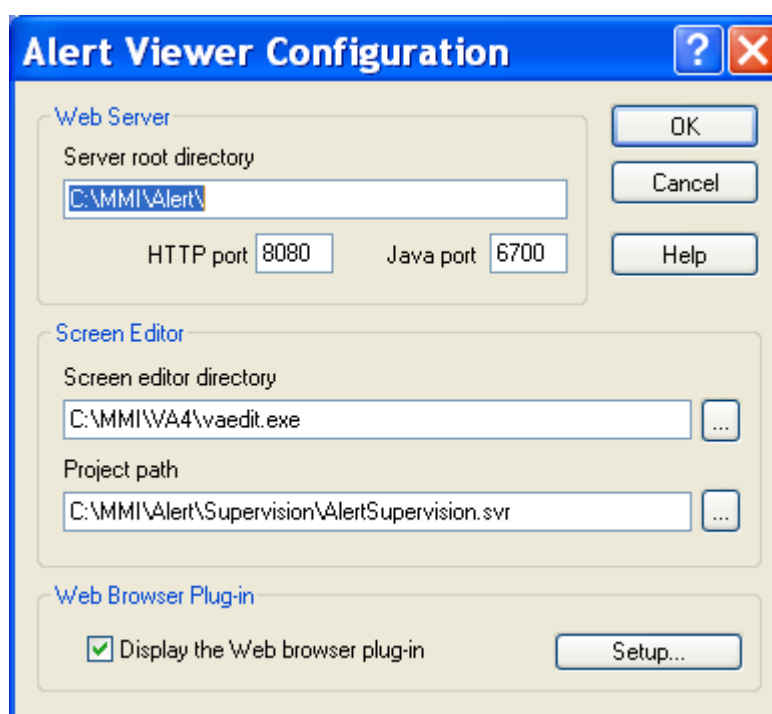 Alert Viewer Configuration ?
Web Server
OK
Server root directory
Cancel
C:\MMI\Alert\
HTTP port 8080 Java port 6700
Help
Screen Editor
Screen editor directory
C:\MMI\VA4\vaedit.exe ...
Project path
C:\MMI\Alert\Supervision\AlertSupervision.svr ...
Web Browser Plug-in
Display the Web browser plug-in Setup...